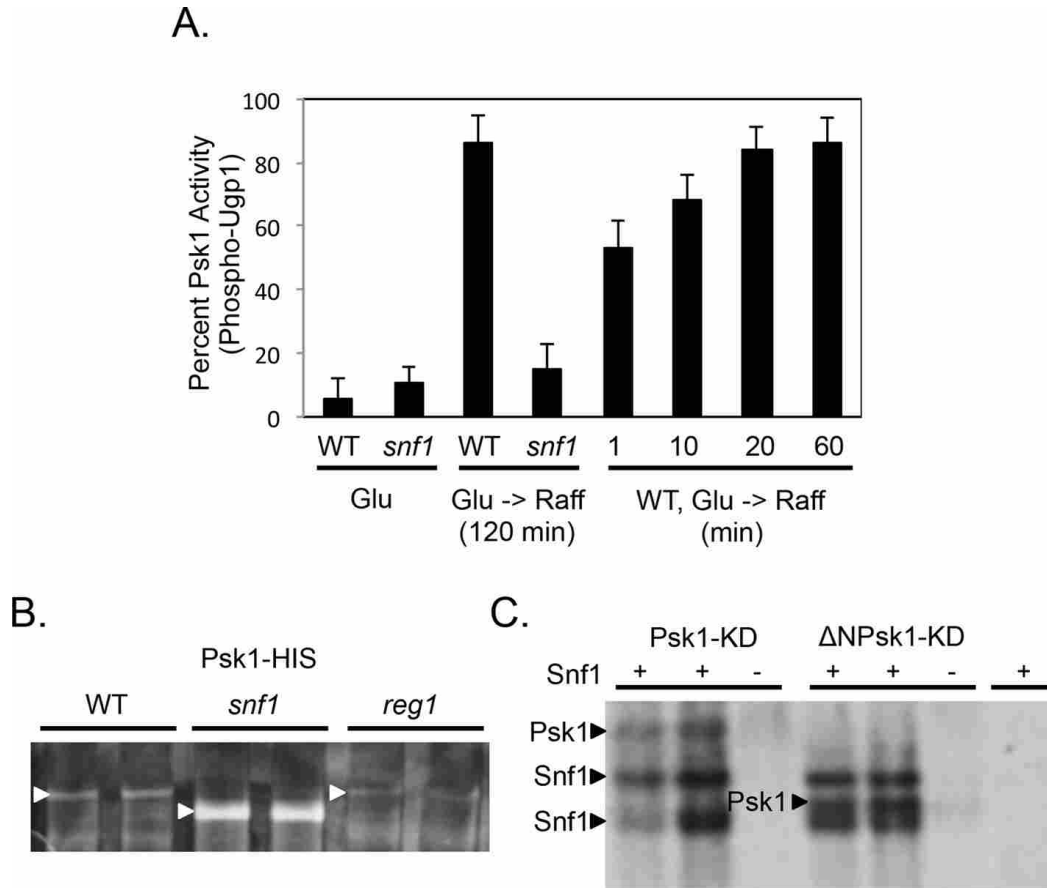 A.
Percent Psk1 Activity
(Phospho-Ugp1)
100
80
60
40
20
0
WT snf1 WT snf1 1 10 20 60
Glu Glu -> Raff WT, Glu -> Raff
(120 min) (min)
B.
Psk1-HIS
WT snf1 reg1
C.
Psk1-KD ΔNPsk1-KD
Snf1 + + - + + - +
Psk1
Snf1
Psk1
Snf1